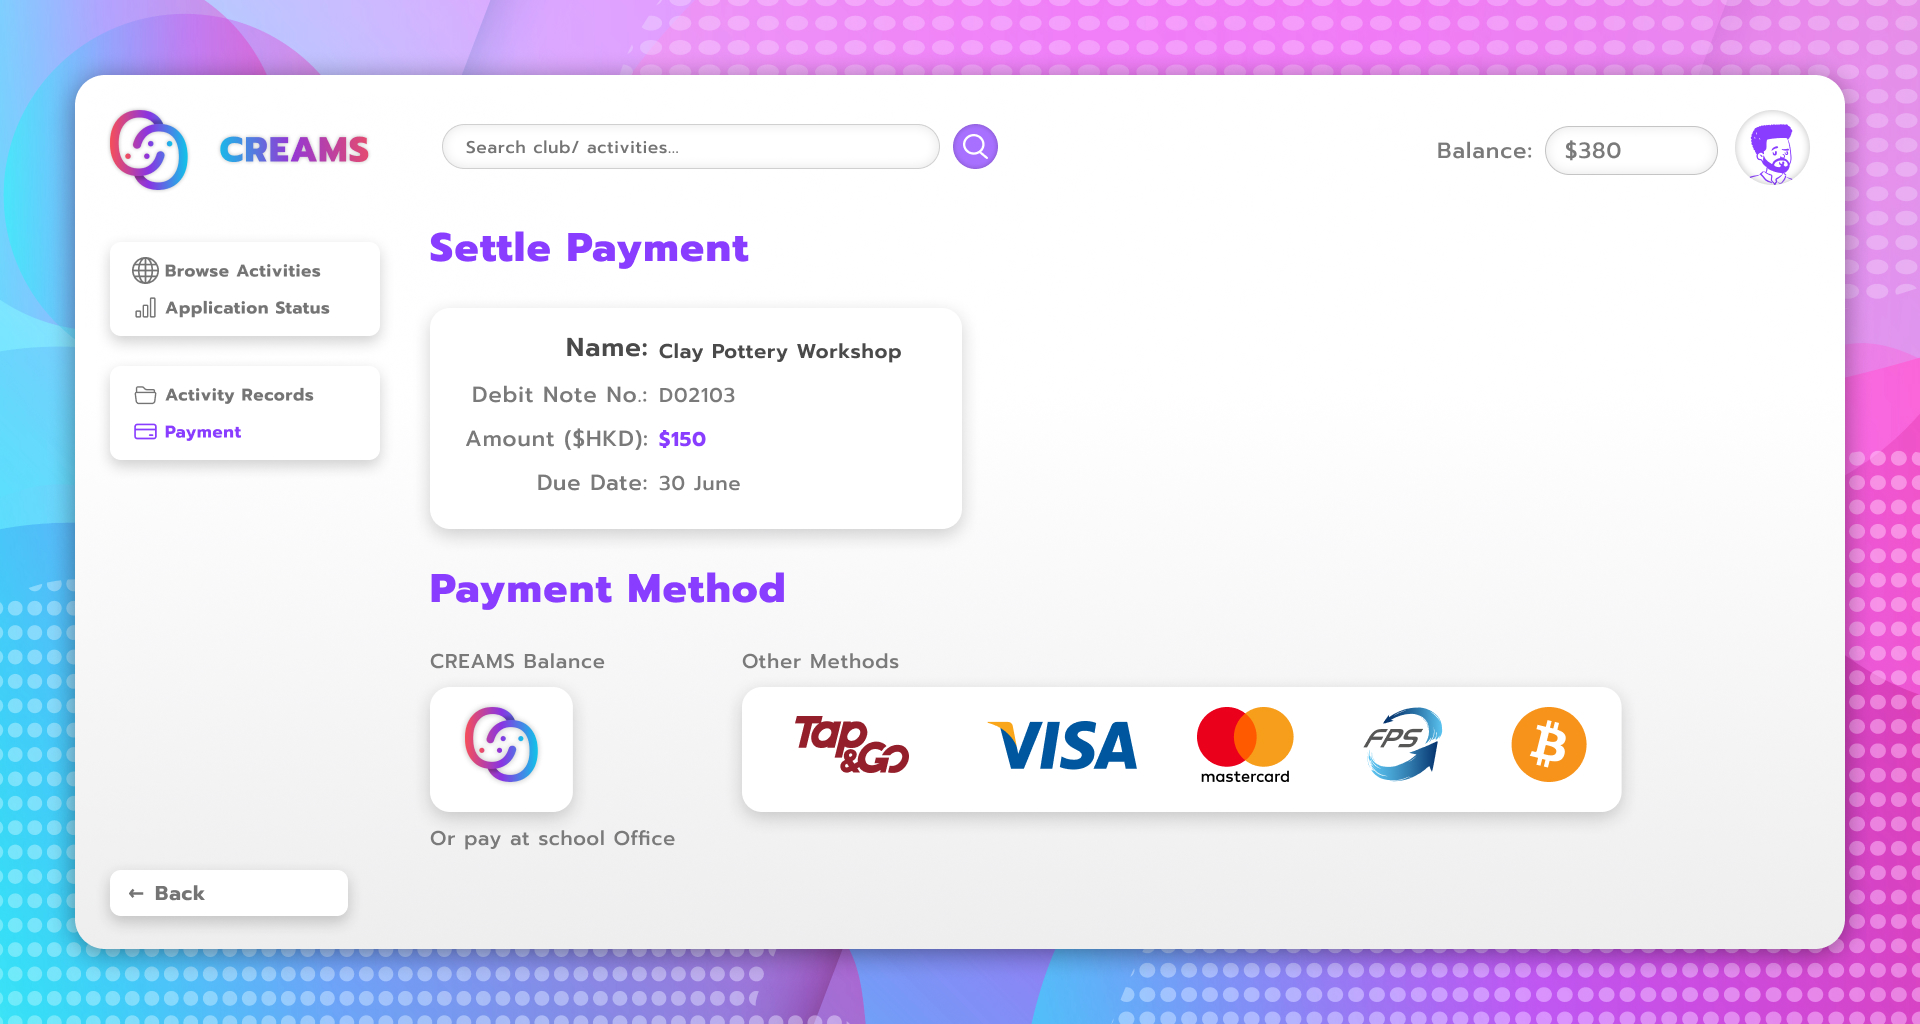 CREAMS
Search club/ activities...
Balance: $380
Browse Activities
Application Status
Activity Records
Payment
Settle Payment
Name: Clay Pottery Workshop
Debit Note No.: D02103
Amount ($HKD): $150
Due Date: 30 June
Payment Method
CREAMS Balance
Other Methods
Tap
&GO
VISA
mastercard
FPS
Or pay at school Office
← Back